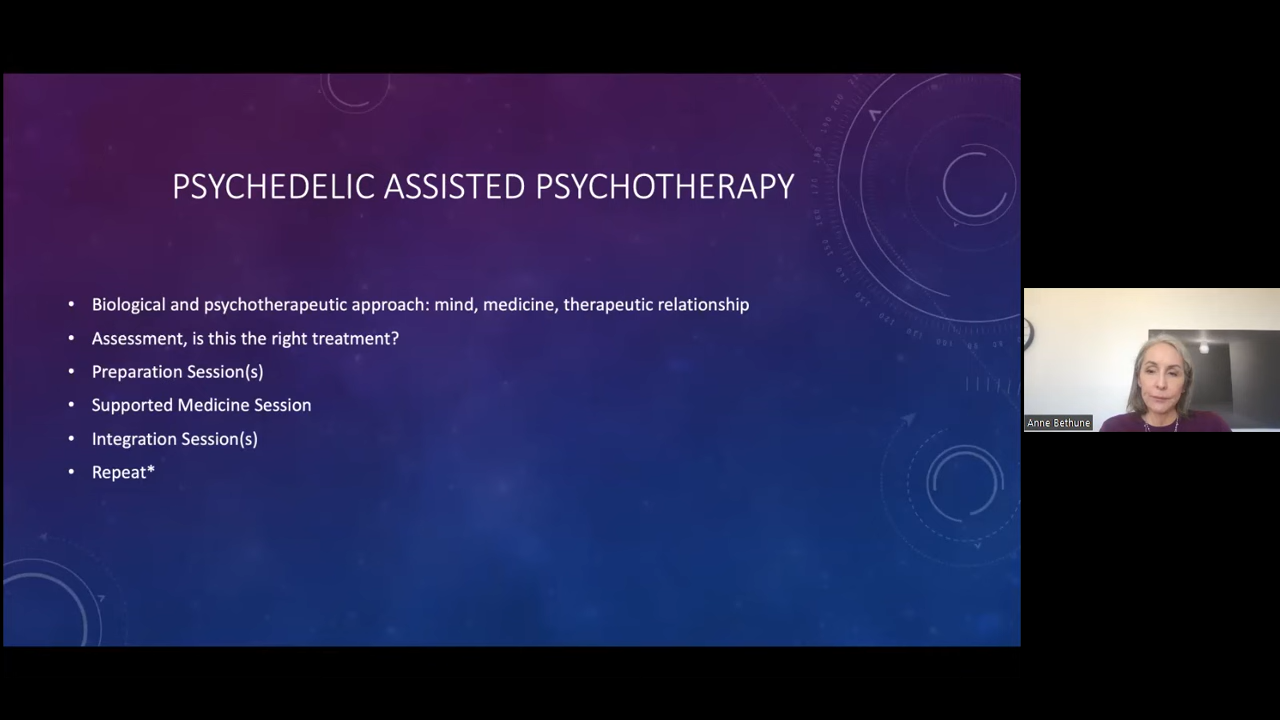 PSYCHEDELIC ASSISTED PSYCHOTHERAPY
• Biological and psychotherapeutic approach: mind, medicine, therapeutic relationship
• Assessment, is this the right treatment?
• Preparation Session(s)
• Supported Medicine Session
• Integration Session(s)
• Repeat*
Anne Bethune